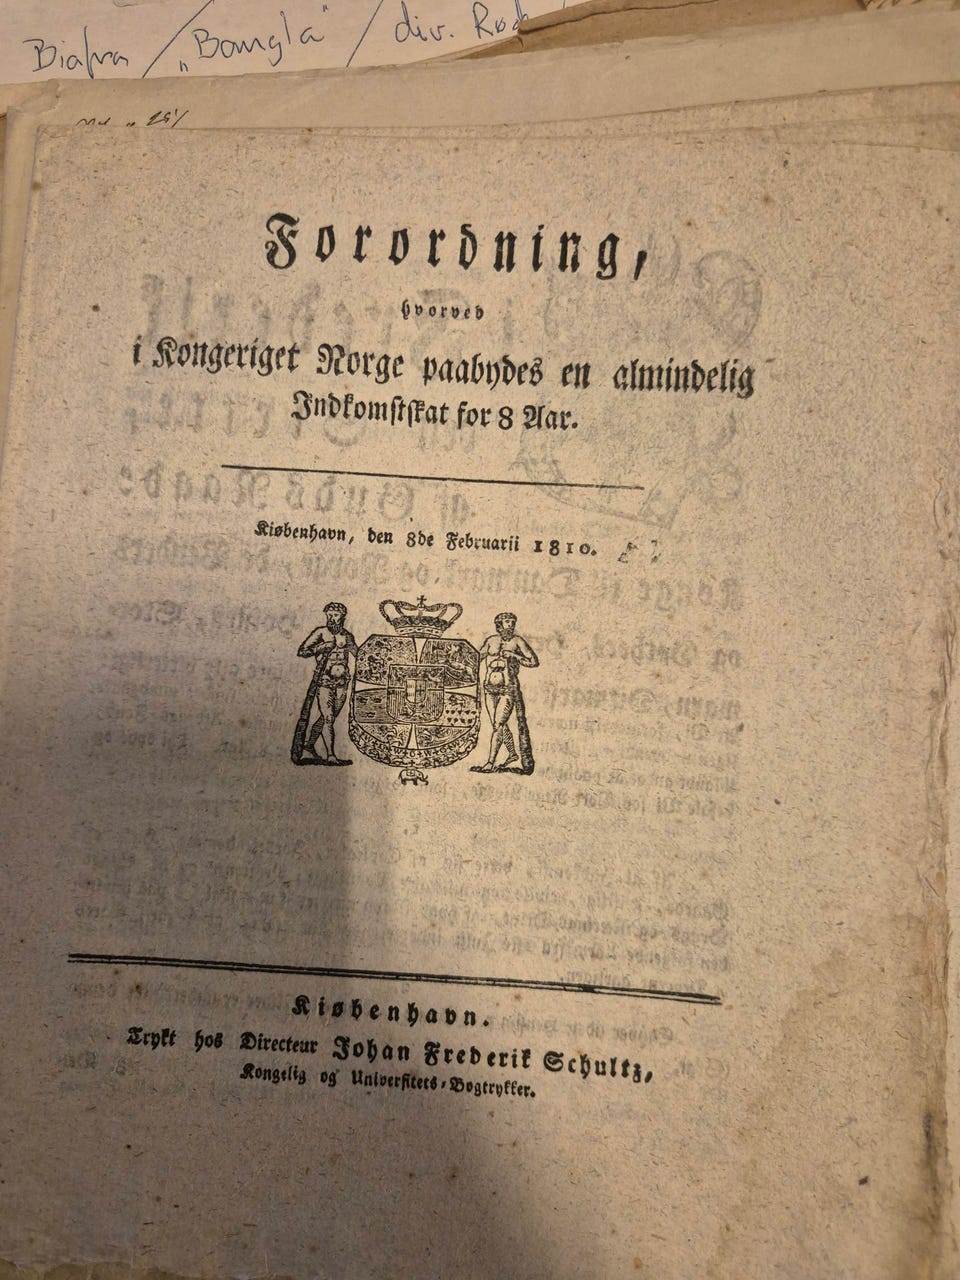 Biafra / "Bangla" / div.
Forordning,
hvorved
i Kongeriget Norge paabydes en almindelig
Indkomstskat for 8 Aar.
Kiøbenhavn, den 8de Februarii 1810.
Kiøbenhavn.
Trykt hos Directeur Johan Frederik Schultz,
Kongelig og Universitets-Bogtrykker.